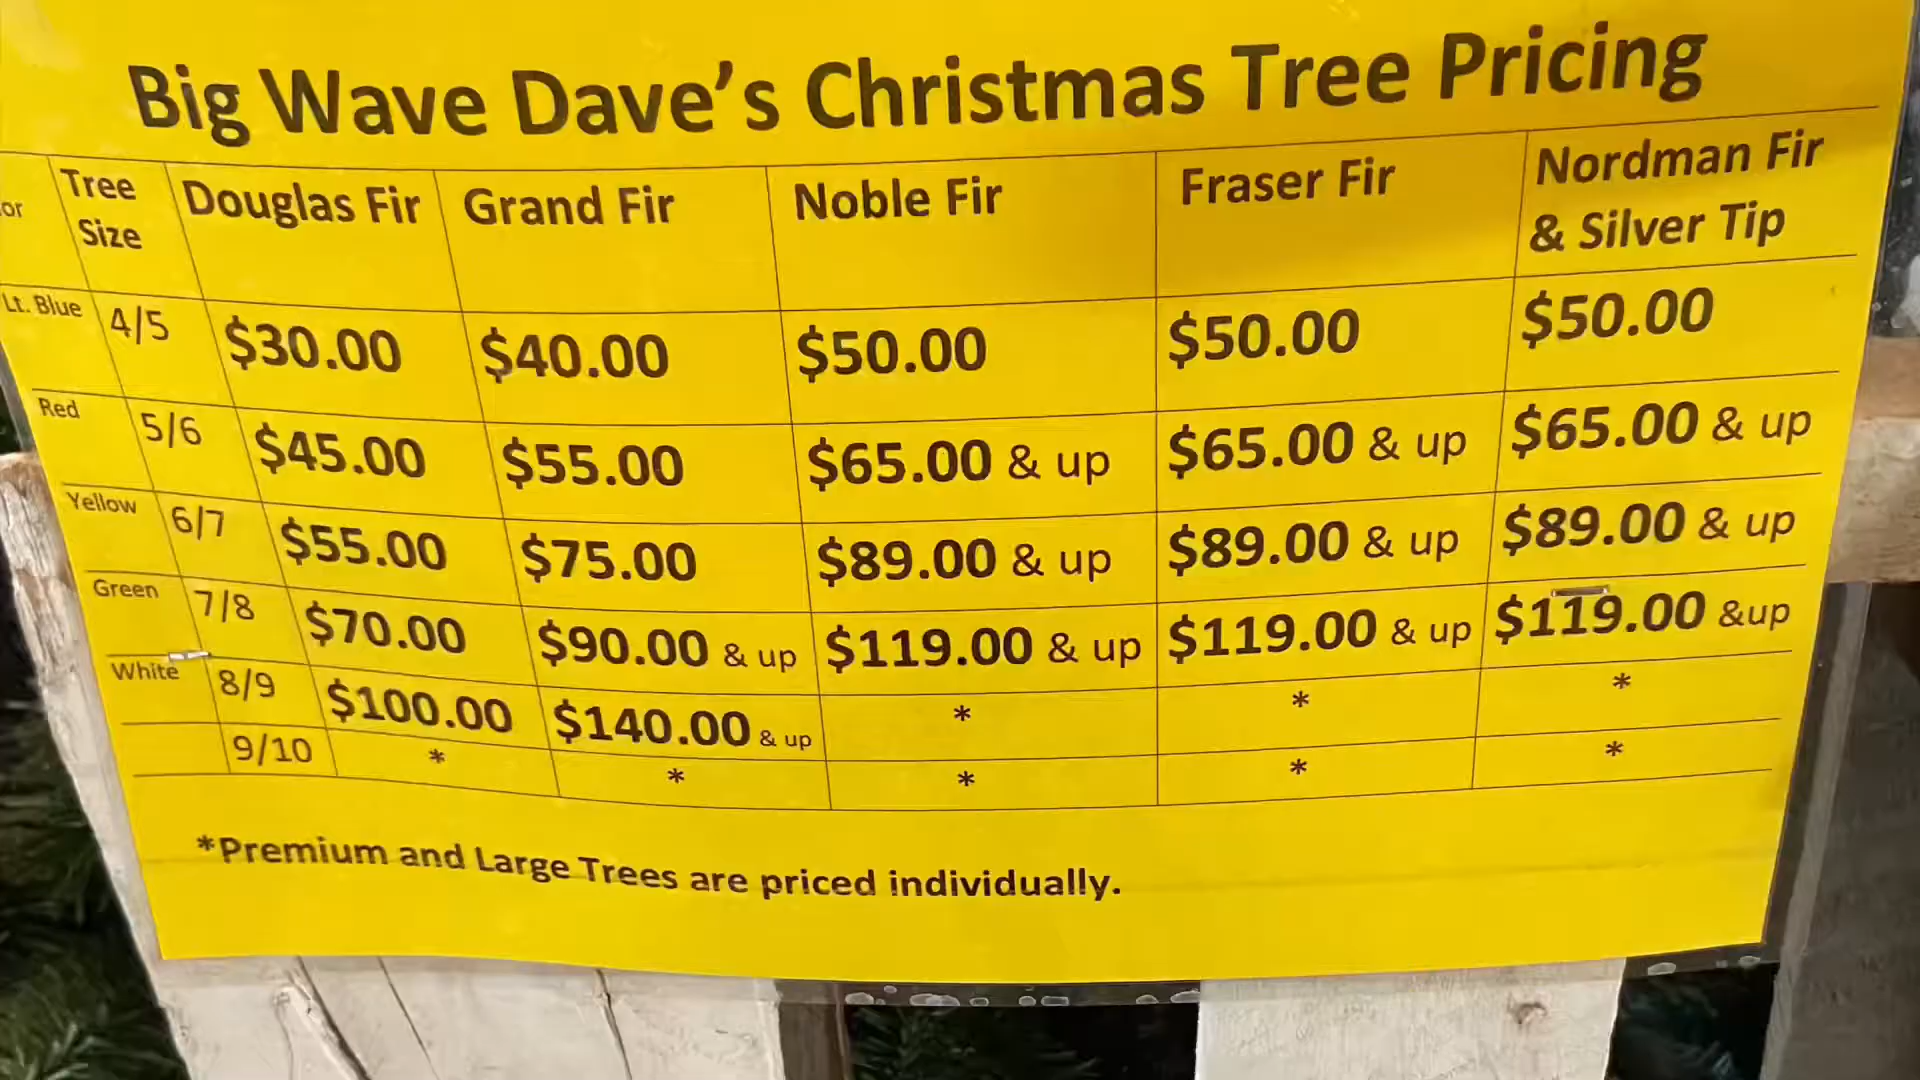 Big Wave Dave's Christmas Tree Pricing
or Tree Size Douglas Fir Grand Fir Noble Fir Fraser Fir Nordman Fir & Silver Tip
Lt. Blue 4/5 $30.00 $40.00 $50.00 $50.00 $50.00
Red 5/6 $45.00 $55.00 $65.00 & up $65.00 & up $65.00 & up
Yellow 6/7 $55.00 $75.00 $89.00 & up $89.00 & up $89.00 & up
Green 7/8 $70.00 $90.00 & up $119.00 & up $119.00 & up $119.00 &up
White 8/9 $100.00 $140.00 & up * * *
9/10 * * * * *
*Premium and Large Trees are priced individually.